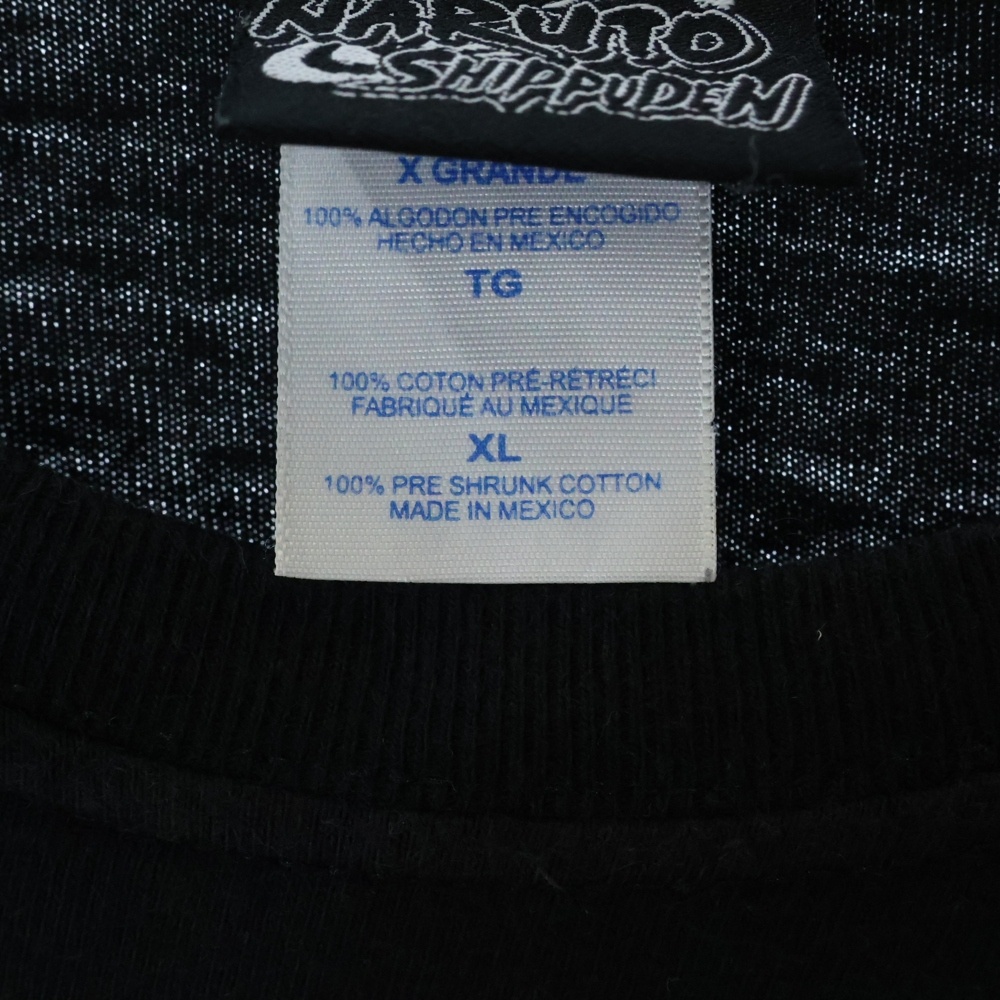 NARUTO
SHIPPUDEN
X GRANDE
100% ALGODON PRE ENCOGIDO
HECHO EN MEXICO
TG
100% COTON PRÉ-RÉTRÉCI
FABRIQUÉ AU MEXIQUE
XL
100% PRE SHRUNK COTTON
MADE IN MEXICO